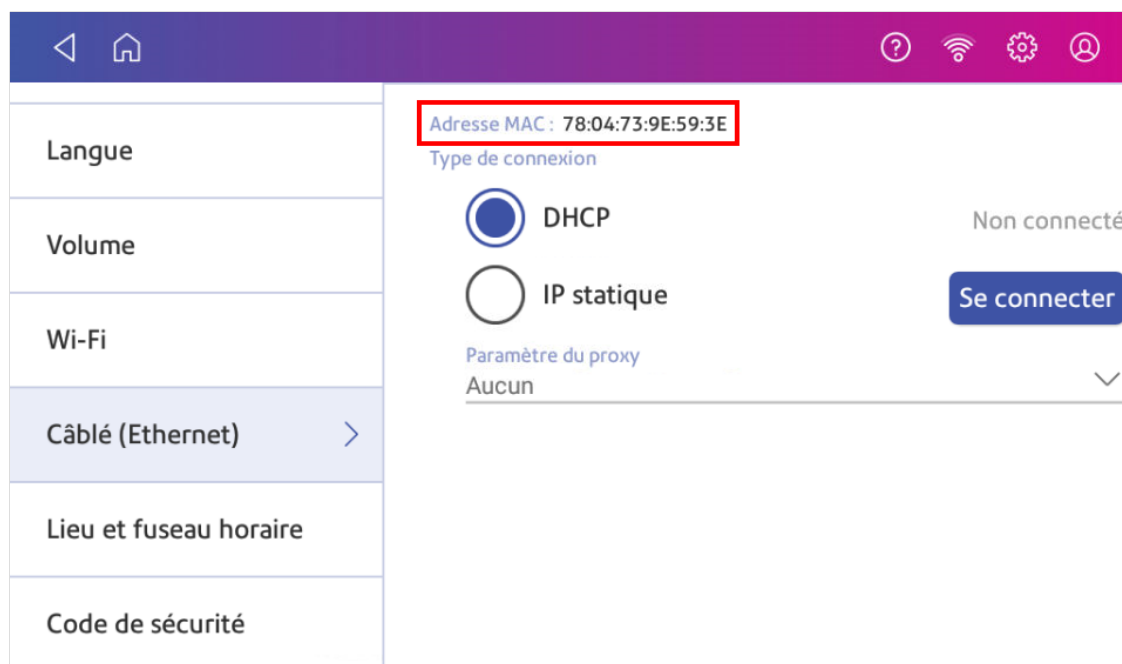 Langue
Volume
Wi-Fi
Câblé (Ethernet)
Lieu et fuseau horaire
Code de sécurité
Adresse MAC : 78:04:73:9E:59:3E
Type de connexion
DHCP
Non connecté
IP statique
Se connecter
Paramètre du proxy
Aucun